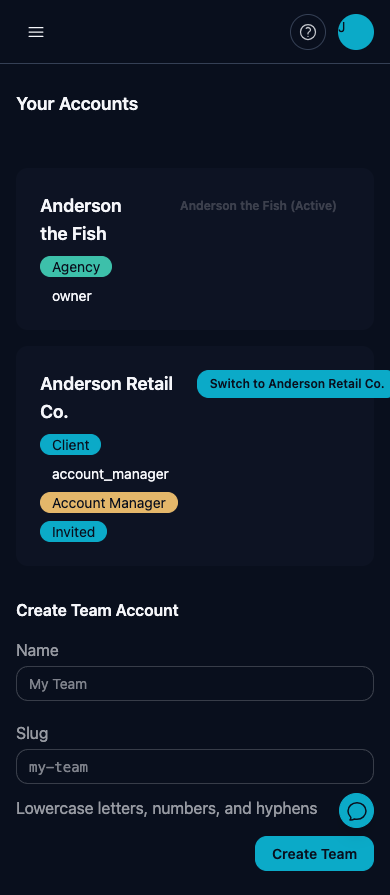 J
Your Accounts
Anderson
the Fish
Anderson the Fish (Active)
Agency
owner
Anderson Retail
Co.
Switch to Anderson Retail Co.
Client
account_manager
Account Manager
Invited
Create Team Account
Name
My Team
Slug
my-team
Lowercase letters, numbers, and hyphens
Create Team